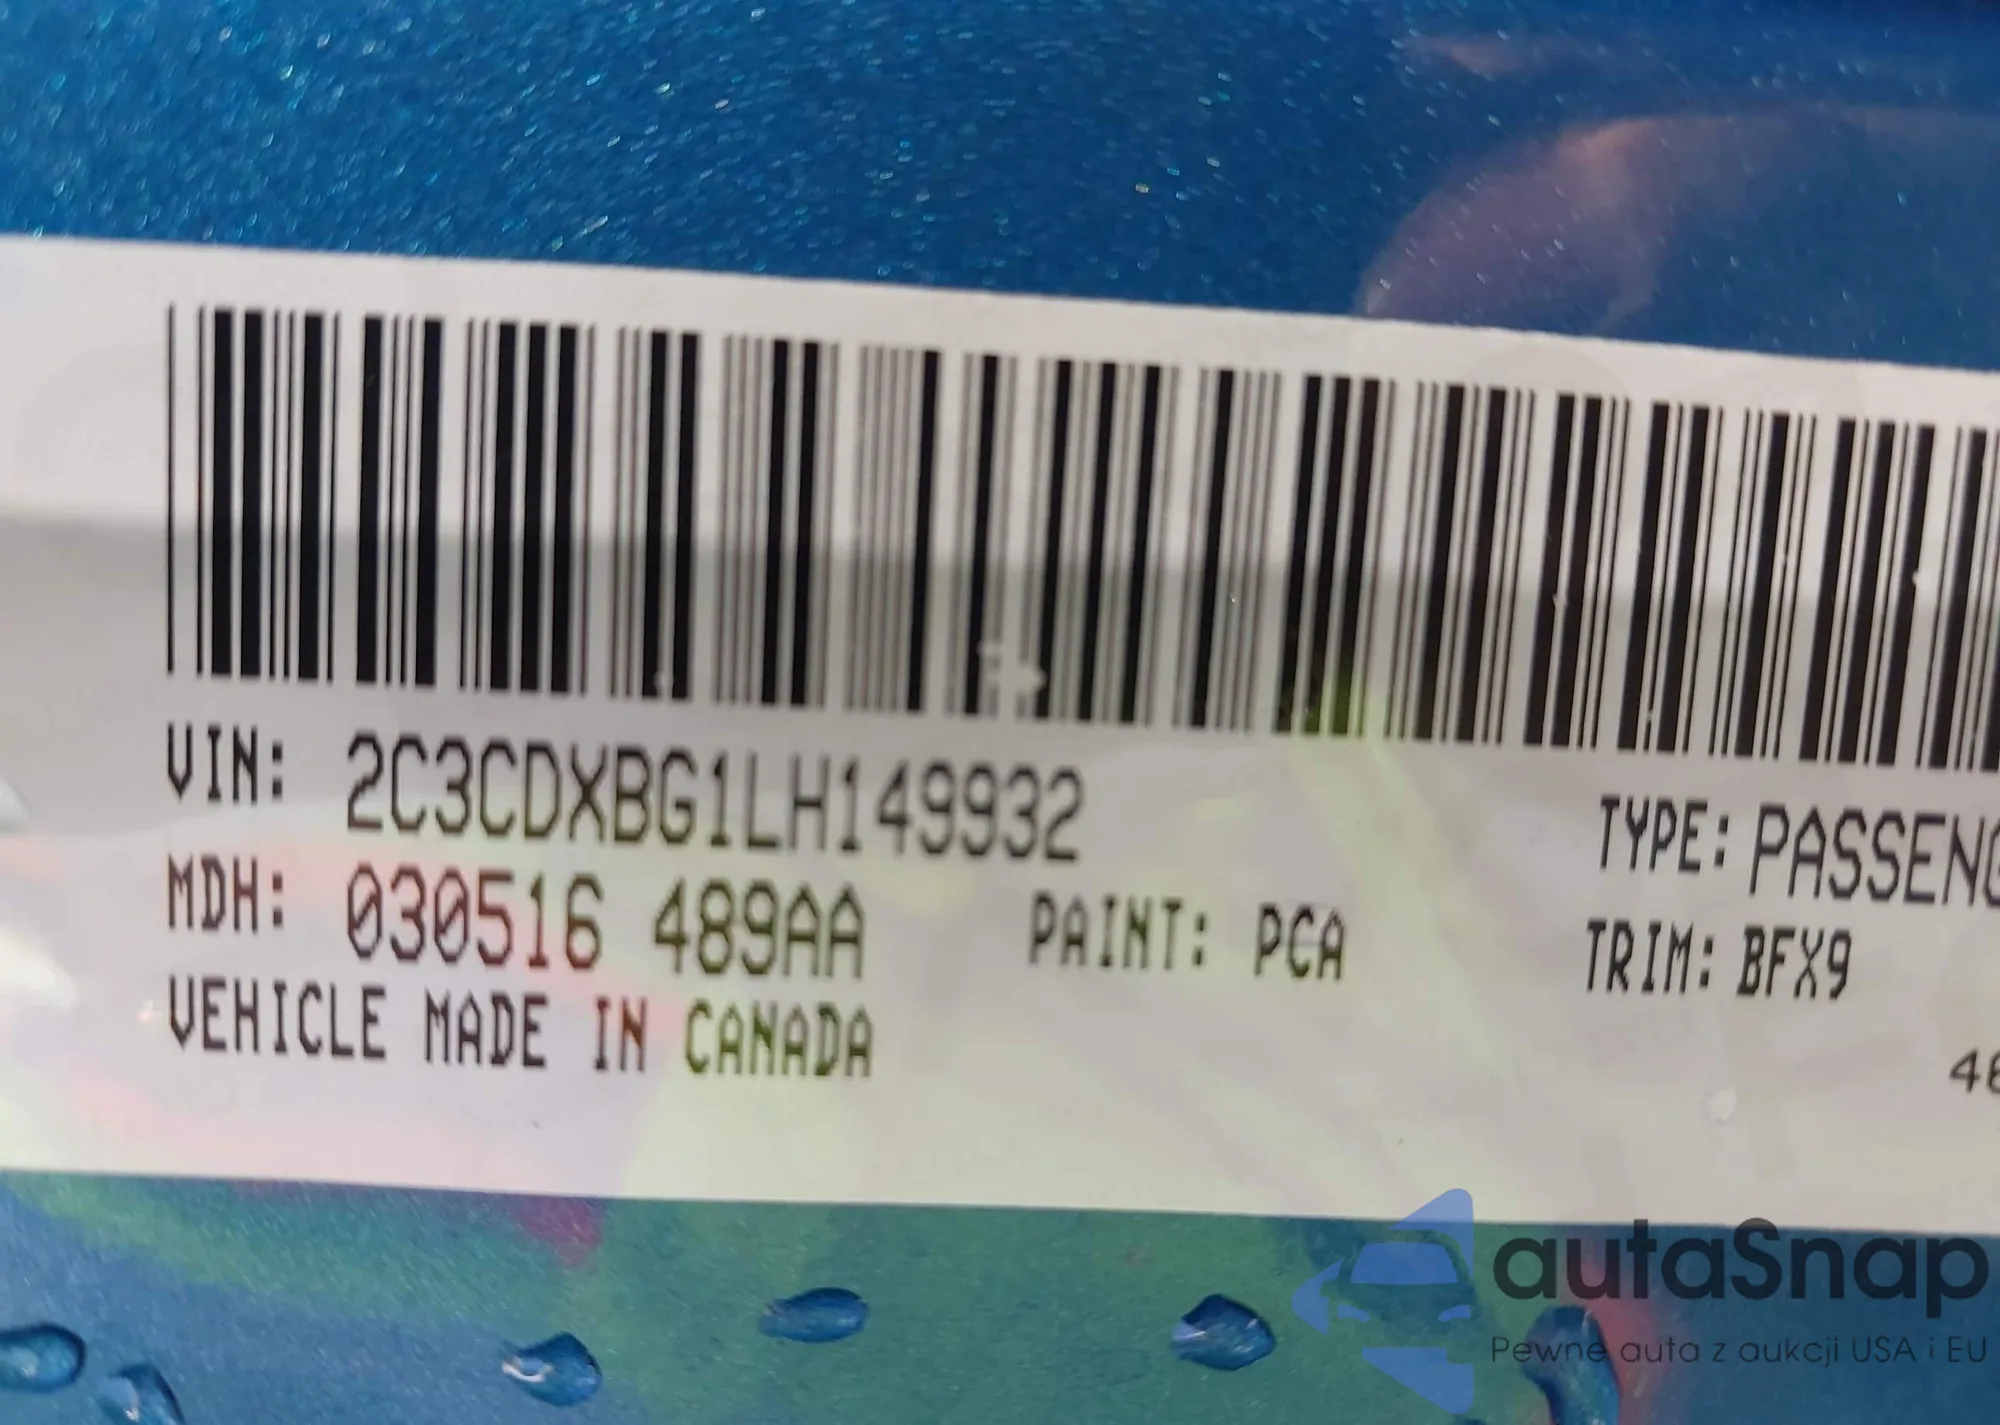 VIN: 2C3CDXBG1LH149932
TYPE: PASSENG
MDH: 030516 489AA PAINT: PCA TRIM: BFX9
VEHICLE MADE IN CANADA
autaSnap
Pewne auta z aukcji USA i EU